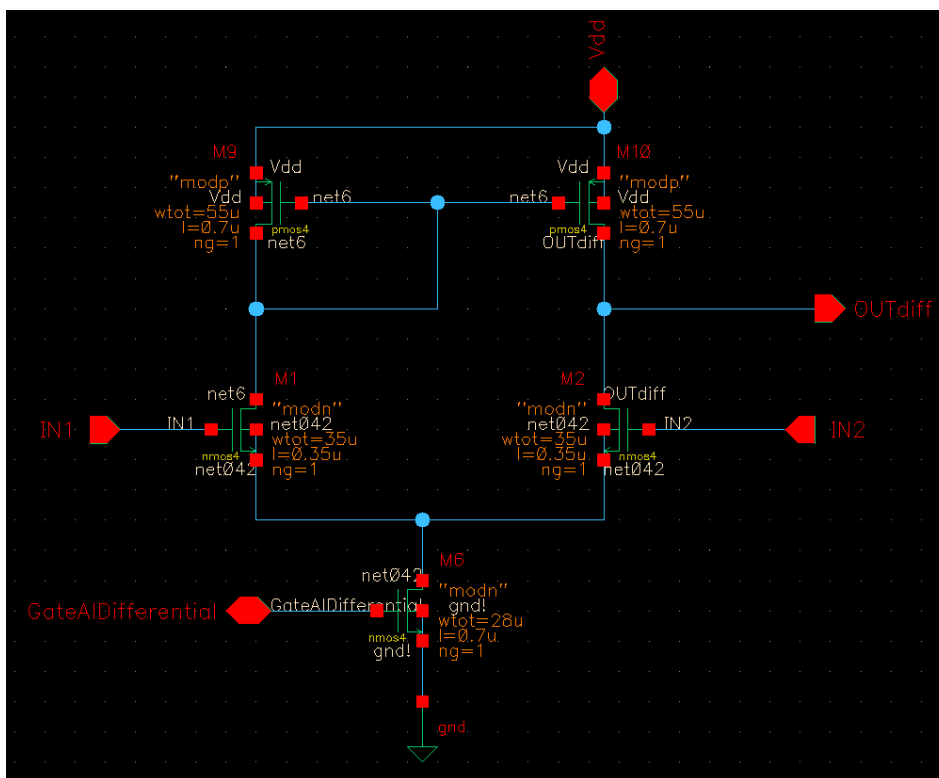 Vdd
M9
Vdd
"modp"
Vdd
net6
wtot=55u
l=0.7u
pmos4
net6
ng=1
M10
Vdd
"modp"
net6
Vdd
wtot=55u
l=0.7u
pmos4
OUTdiff
ng=1
OUTdiff
M1
net6
"modn"
IN1
IN1
net042
wtot=35u
l=0.35u
nmos4
net042
ng=1
M2
OUTdiff
"modn"
net042
IN2
IN2
wtot=35u
l=0.35u
nmos4
ng=1
net042
M6
net042
"modn"
GateAIDifferential
GateAIDifferential
gnd!
wtot=28u
nmos4
l=0.7u
gnd!
ng=1
gnd